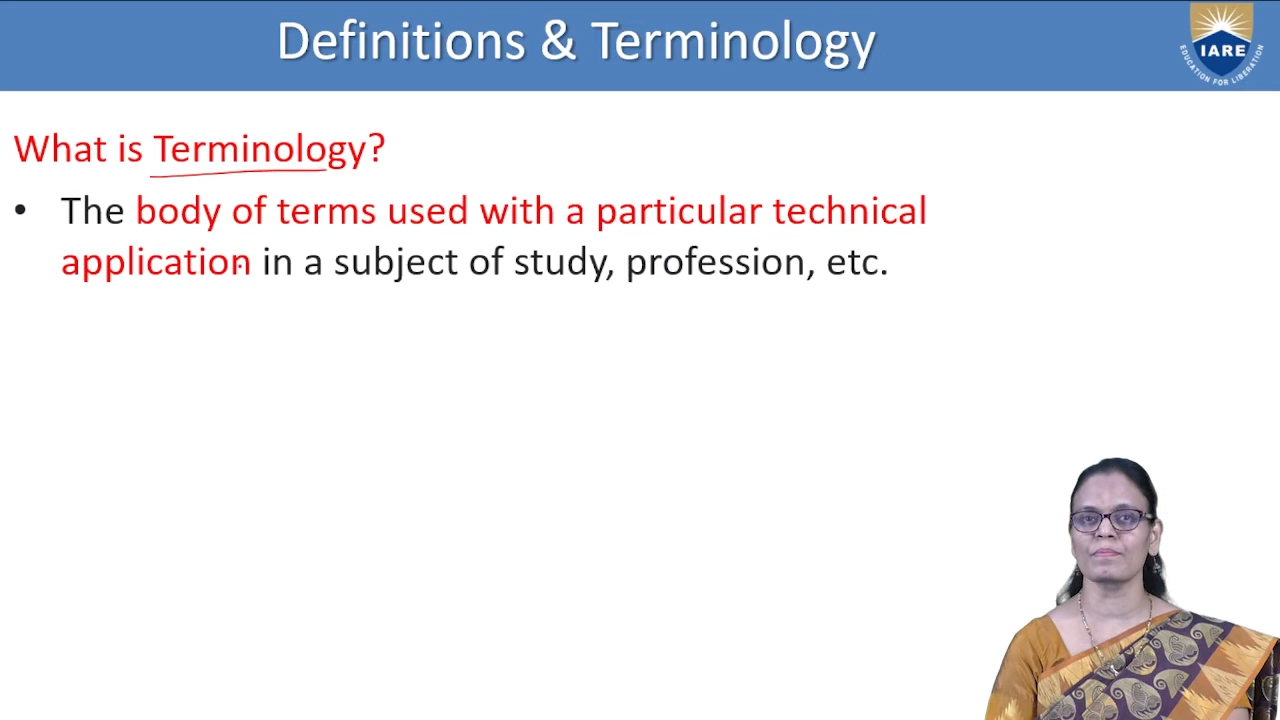 Definitions & Terminology
IARE
EDUCATION FOR LIBERATION
What is Terminology?
• The body of terms used with a particular technical
application in a subject of study, profession, etc.